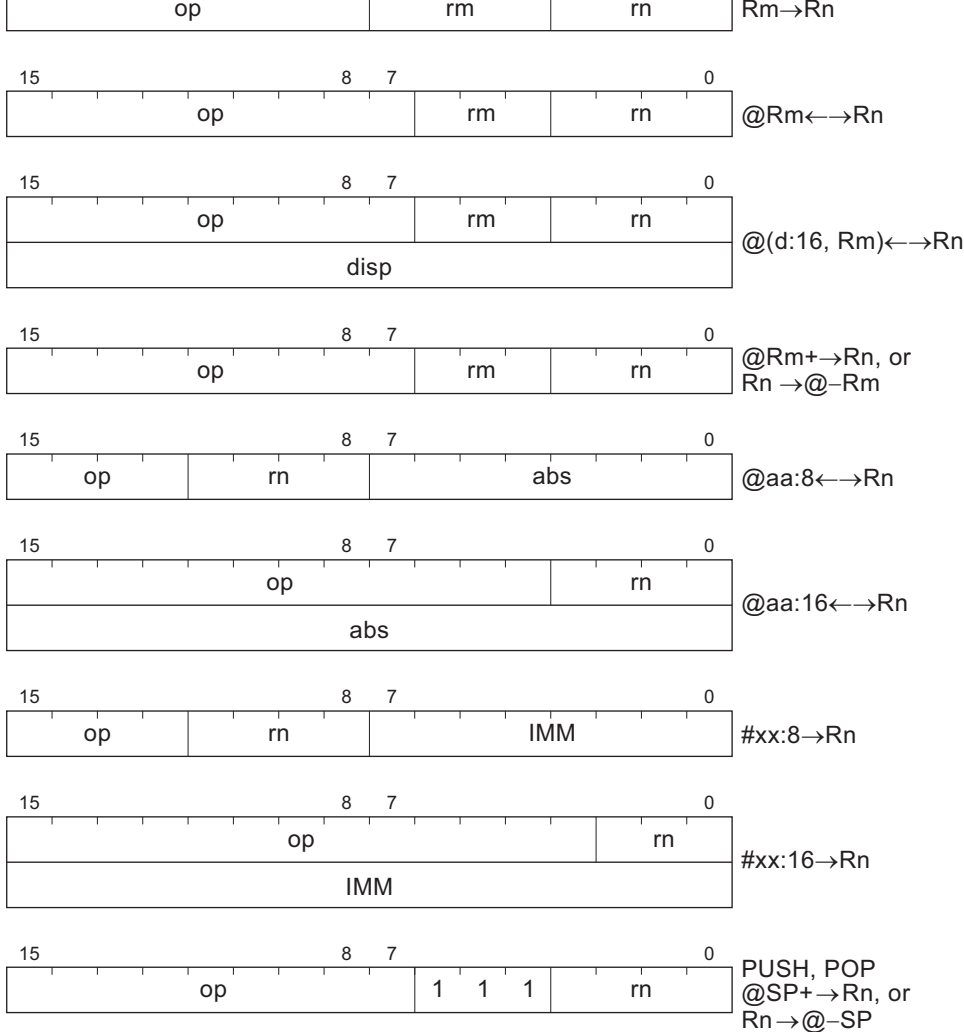 op rm rn Rm→Rn
15 8 7 0
op rm rn @Rm←→Rn
15 8 7 0
op rm rn
@(d:16, Rm)←→Rn
disp
15 8 7 0
op rm rn @Rm+→Rn, or
Rn →@−Rm
15 8 7 0
op rn abs @aa:8←→Rn
15 8 7 0
op rn
@aa:16←→Rn
abs
15 8 7 0
op rn IMM #xx:8→Rn
15 8 7 0
op rn
#xx:16→Rn
IMM
15 8 7 0
PUSH, POP
op 1 1 1 rn @SP+→Rn, or
Rn→@−SP